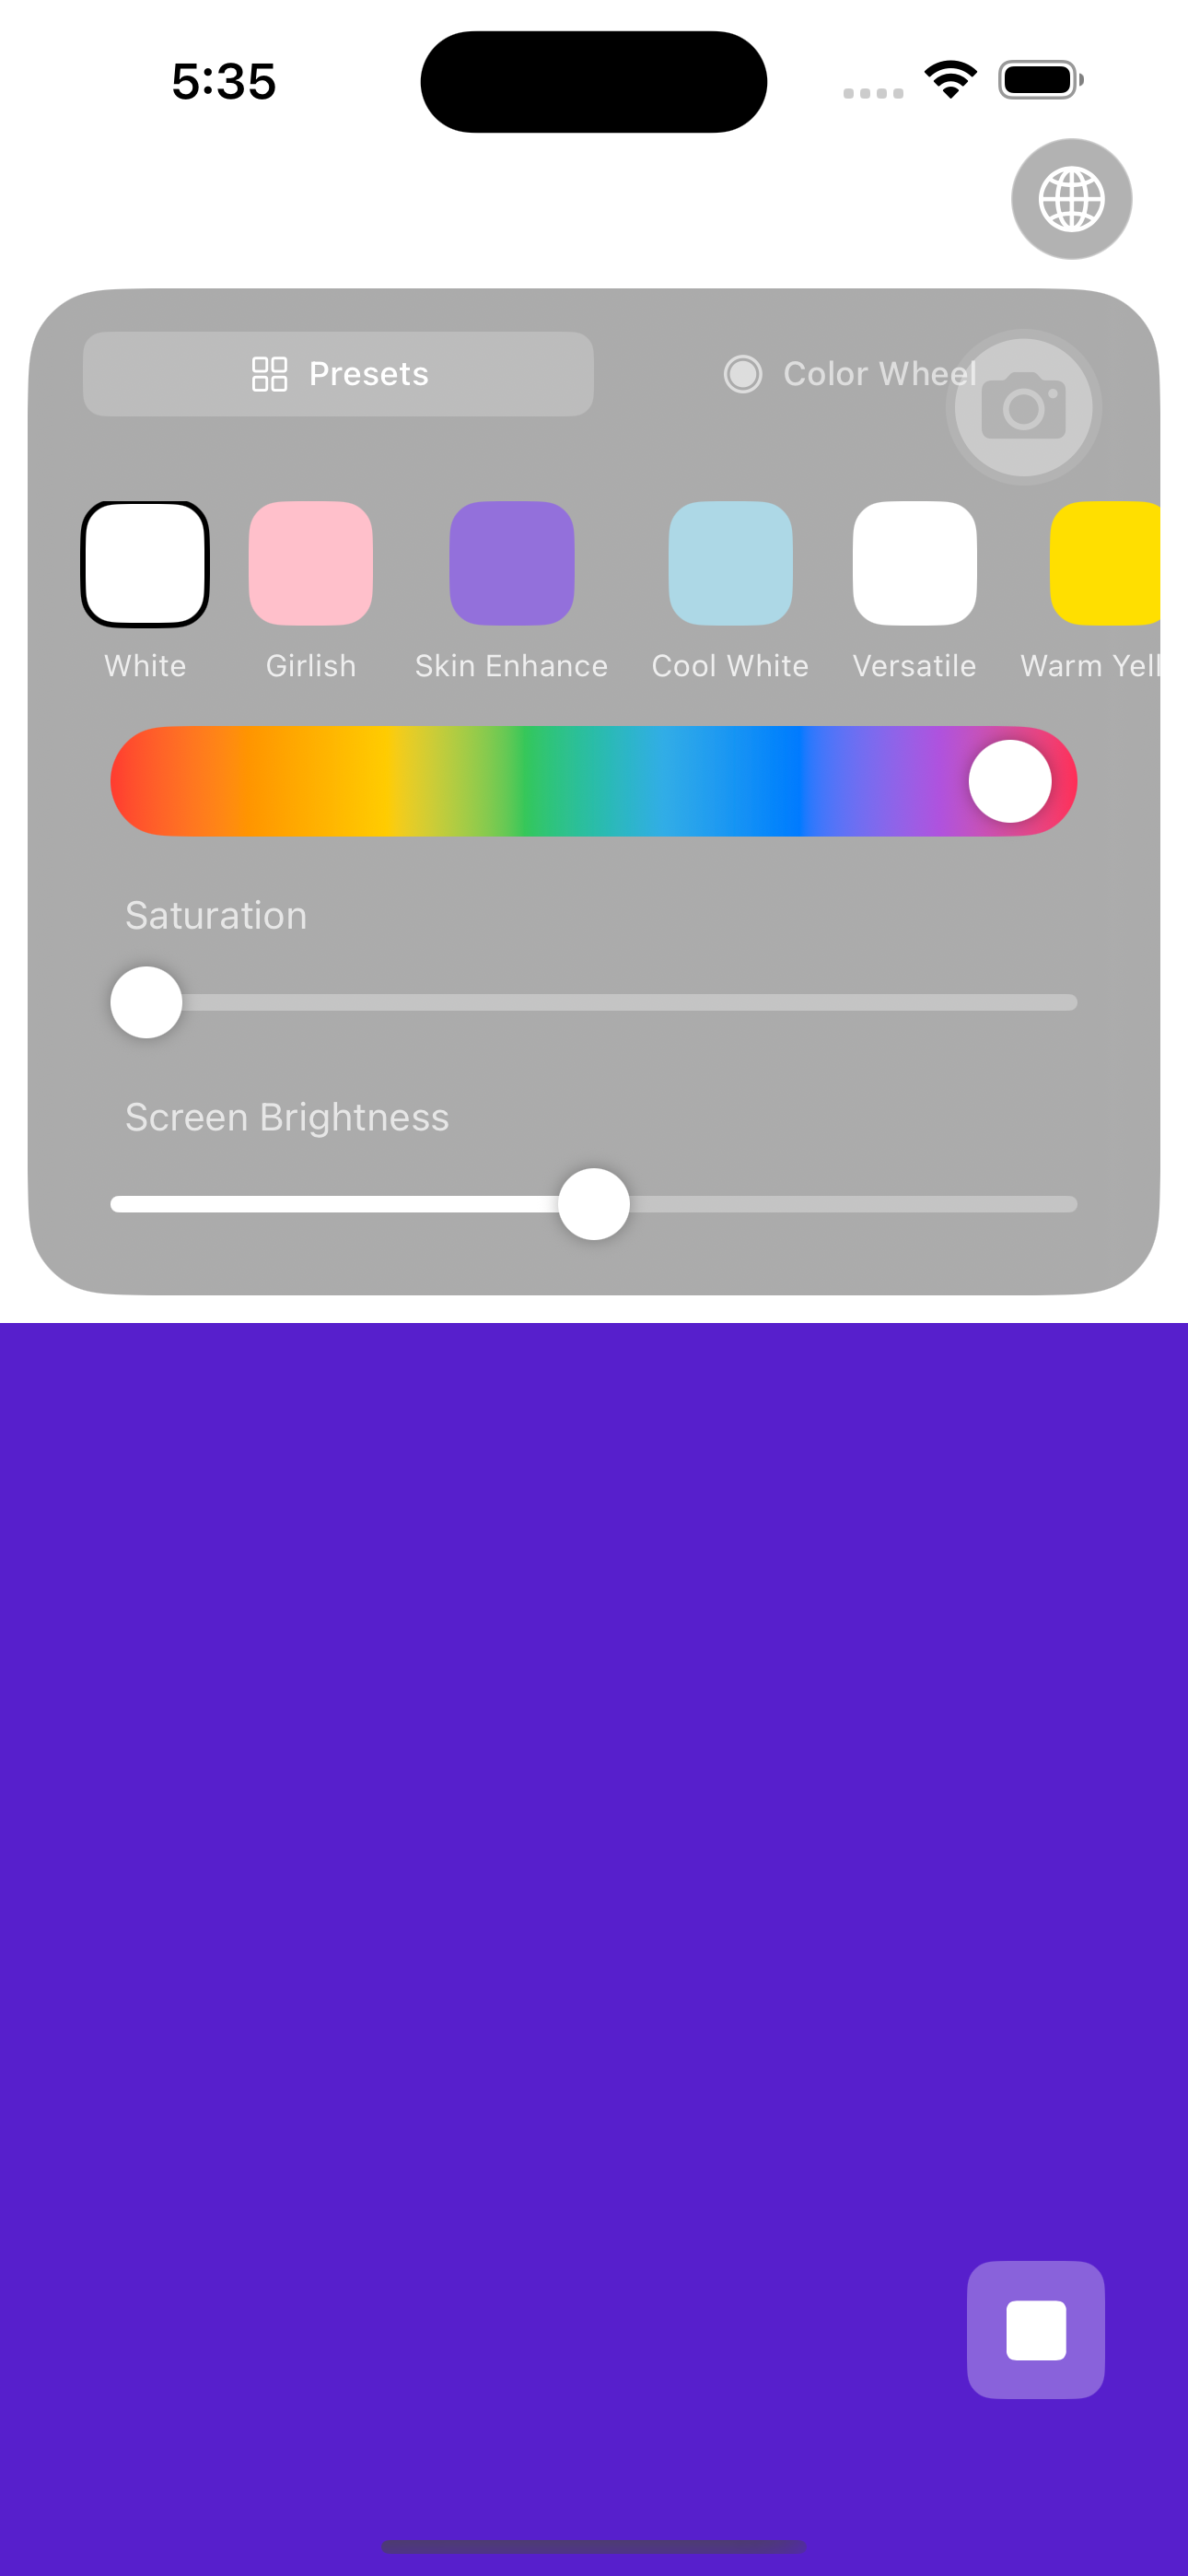 5:35
Presets
Color Wheel
White
Girlish
Skin Enhance
Cool White
Versatile
Warm Yell
Saturation
Screen Brightness